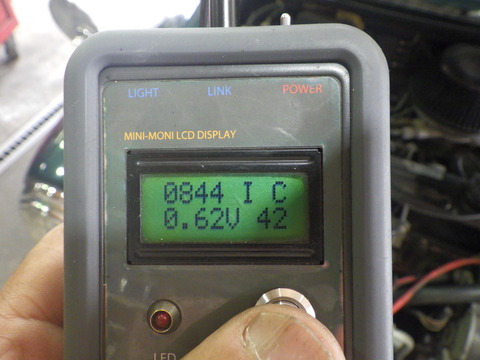 LIGHT LINK POWER
MINI-MONI LCD DISPLAY
0844 I C
0.62V 42
LED